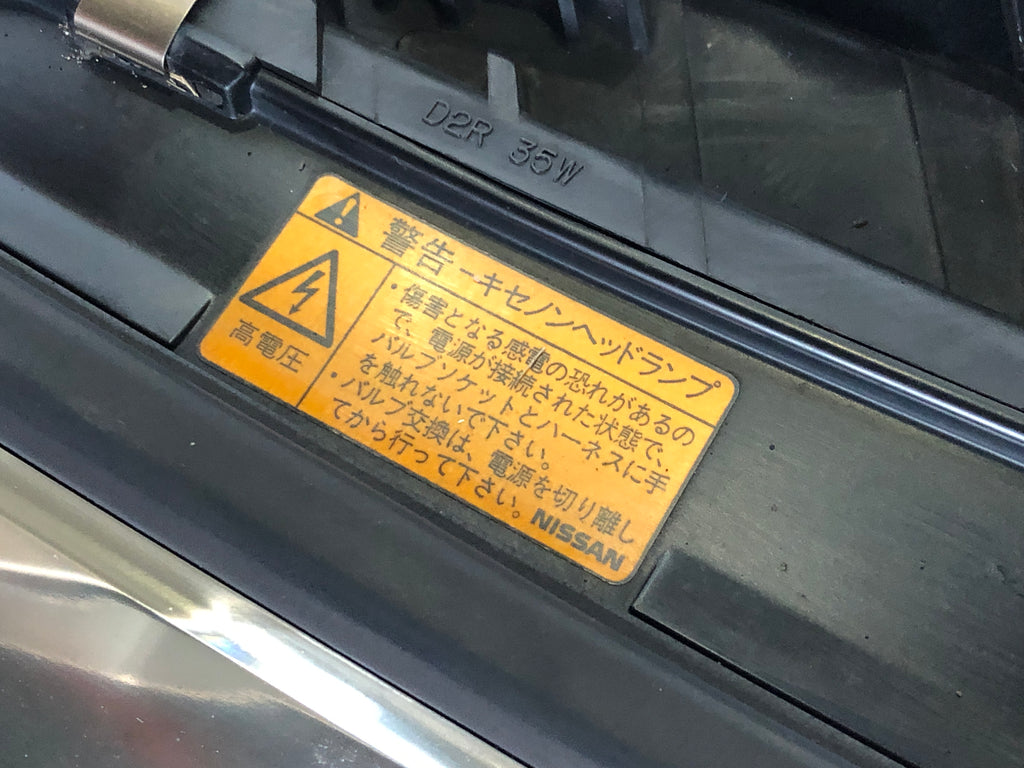 D2R 35W
警告-キセノンヘッドランプ
高電圧
・傷害となる感電の恐れがあるの
で、電源が接続された状態で、
バルブソケットとハーネスに手
を触れないで下さい。
・バルブ交換は、電源を切り離し
てから行って下さい。
NISSAN